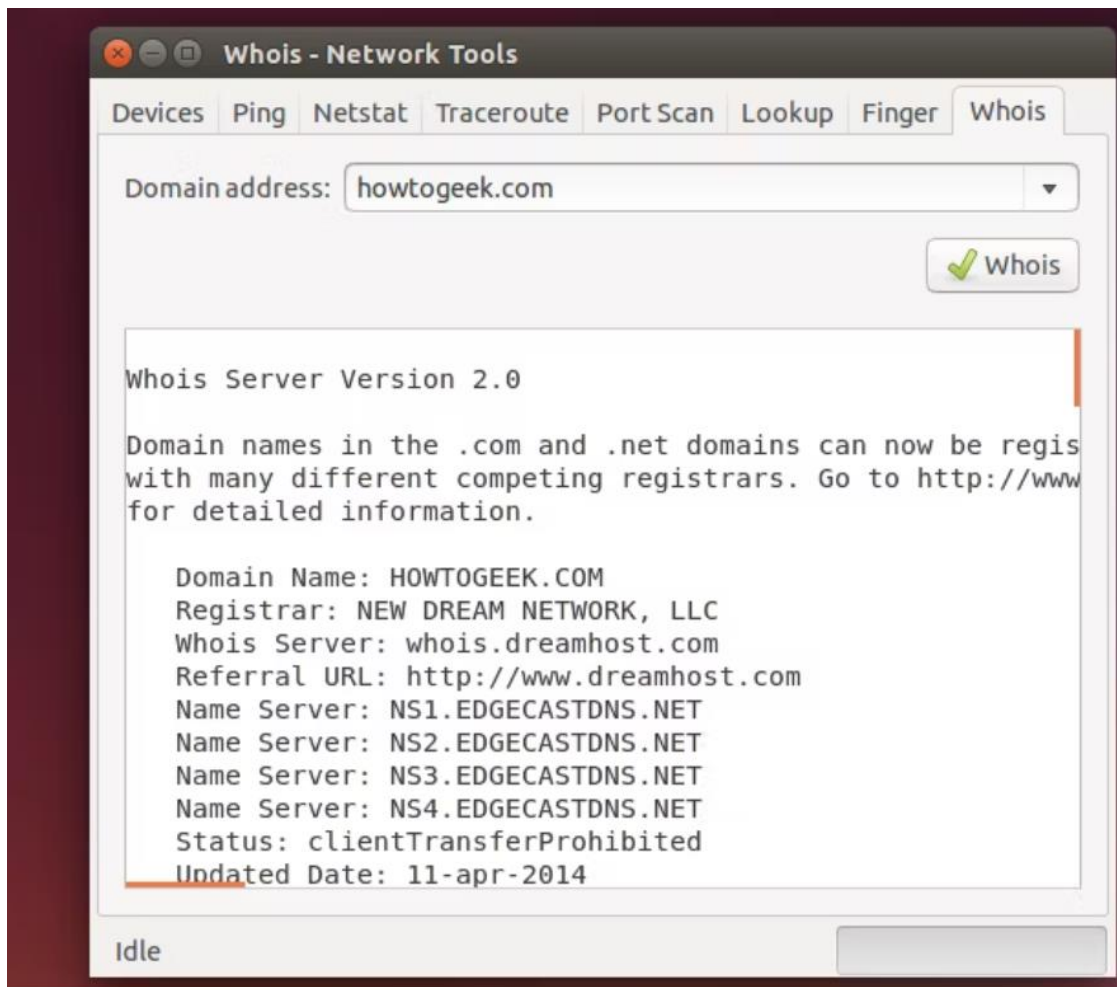 Whois - Network Tools
Devices Ping Netstat Traceroute Port Scan Lookup Finger Whois
Domain address: howtogeek.com
Whois
Whois Server Version 2.0
Domain names in the .com and .net domains can now be regis
with many different competing registrars. Go to http://www
for detailed information.
Domain Name: HOWTOGEEK.COM
Registrar: NEW DREAM NETWORK, LLC
Whois Server: whois.dreamhost.com
Referral URL: http://www.dreamhost.com
Name Server: NS1.EDGECASTDNS.NET
Name Server: NS2.EDGECASTDNS.NET
Name Server: NS3.EDGECASTDNS.NET
Name Server: NS4.EDGECASTDNS.NET
Status: clientTransferProhibited
Updated Date: 11-apr-2014
Idle